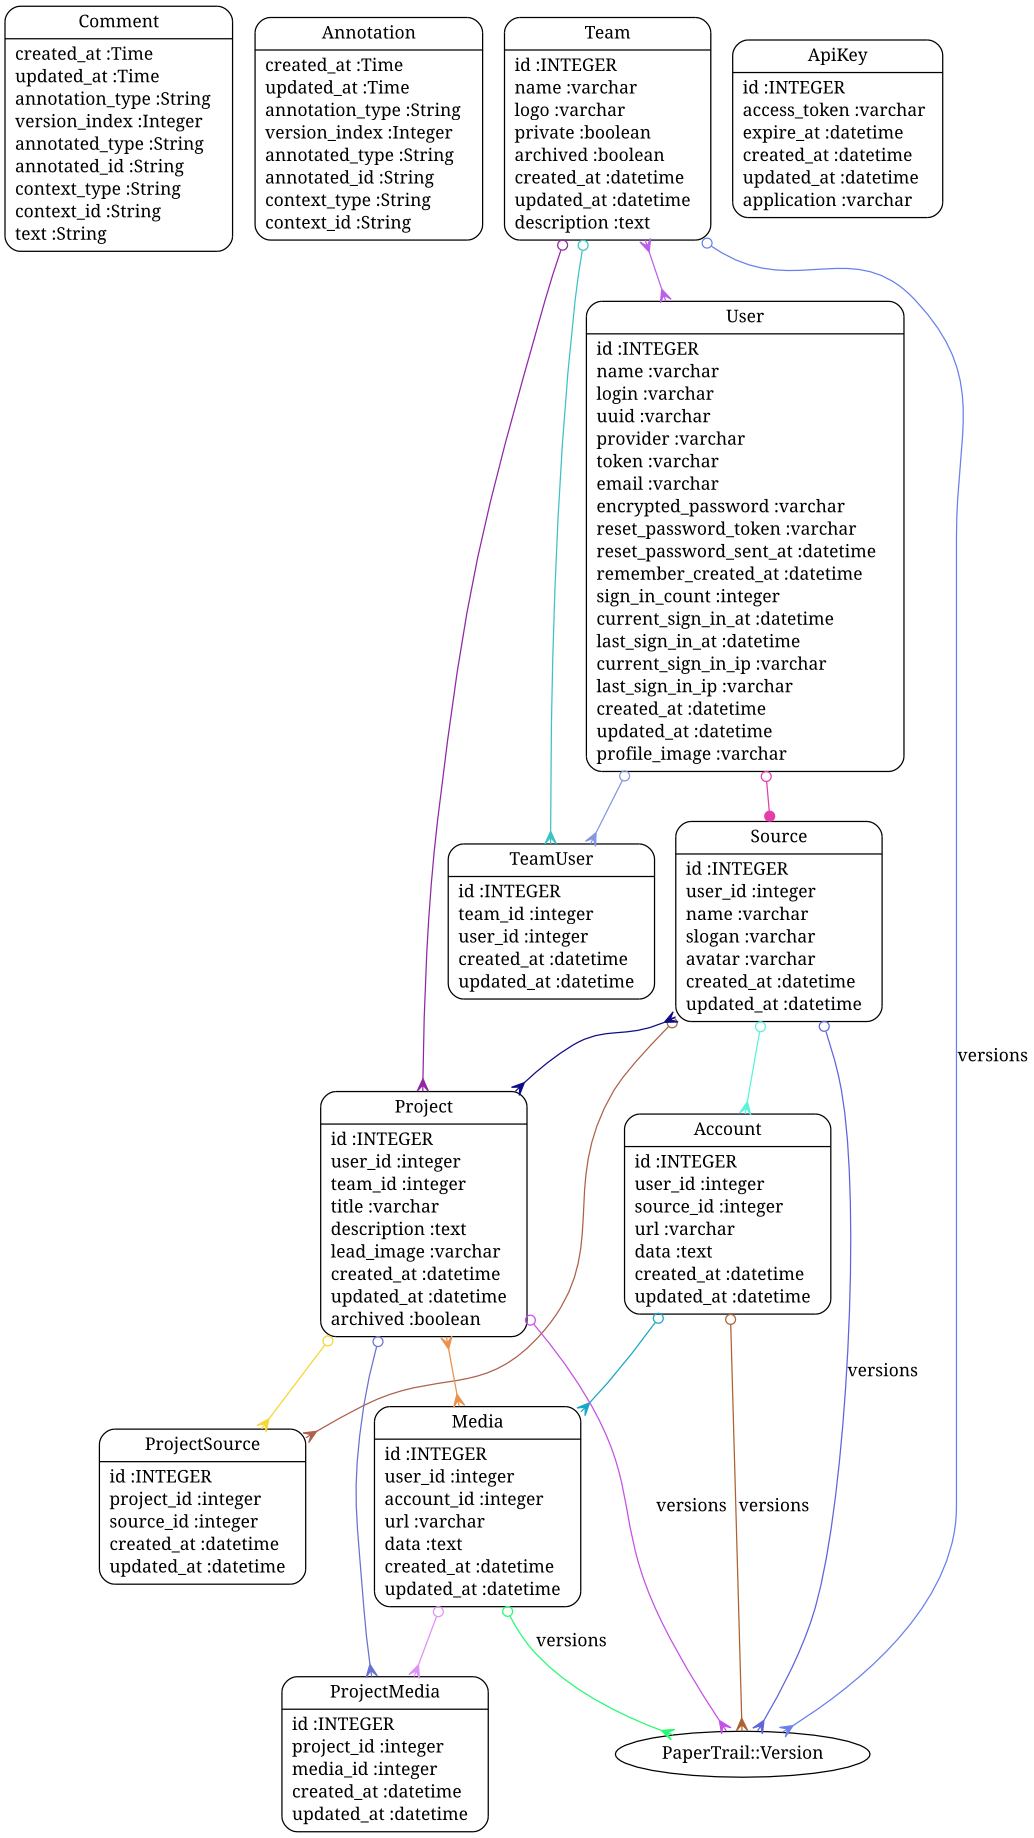 Comment
created_at :Time
updated_at :Time
annotation_type :String
version_index :Integer
annotated_type :String
annotated_id :String
context_type :String
context_id :String
text :String
Annotation
created_at :Time
updated_at :Time
annotation_type :String
version_index :Integer
annotated_type :String
annotated_id :String
context_type :String
context_id :String
Team
id :INTEGER
name :varchar
logo :varchar
private :boolean
archived :boolean
created_at :datetime
updated_at :datetime
description :text
ApiKey
id :INTEGER
access_token :varchar
expire_at :datetime
created_at :datetime
updated_at :datetime
application :varchar
User
id :INTEGER
name :varchar
login :varchar
uuid :varchar
provider :varchar
token :varchar
email :varchar
encrypted_password :varchar
reset_password_token :varchar
reset_password_sent_at :datetime
remember_created_at :datetime
sign_in_count :integer
current_sign_in_at :datetime
last_sign_in_at :datetime
current_sign_in_ip :varchar
last_sign_in_ip :varchar
created_at :datetime
updated_at :datetime
profile_image :varchar
TeamUser
id :INTEGER
team_id :integer
user_id :integer
created_at :datetime
updated_at :datetime
Source
id :INTEGER
user_id :integer
name :varchar
slogan :varchar
avatar :varchar
created_at :datetime
updated_at :datetime
versions
Project
id :INTEGER
user_id :integer
team_id :integer
title :varchar
description :text
lead_image :varchar
created_at :datetime
updated_at :datetime
archived :boolean
Account
id :INTEGER
user_id :integer
source_id :integer
url :varchar
data :text
created_at :datetime
updated_at :datetime
versions
ProjectSource
id :INTEGER
project_id :integer
source_id :integer
created_at :datetime
updated_at :datetime
Media
id :INTEGER
user_id :integer
account_id :integer
url :varchar
data :text
created_at :datetime
updated_at :datetime
versions
versions
versions
ProjectMedia
id :INTEGER
project_id :integer
media_id :integer
created_at :datetime
updated_at :datetime
PaperTrail::Version